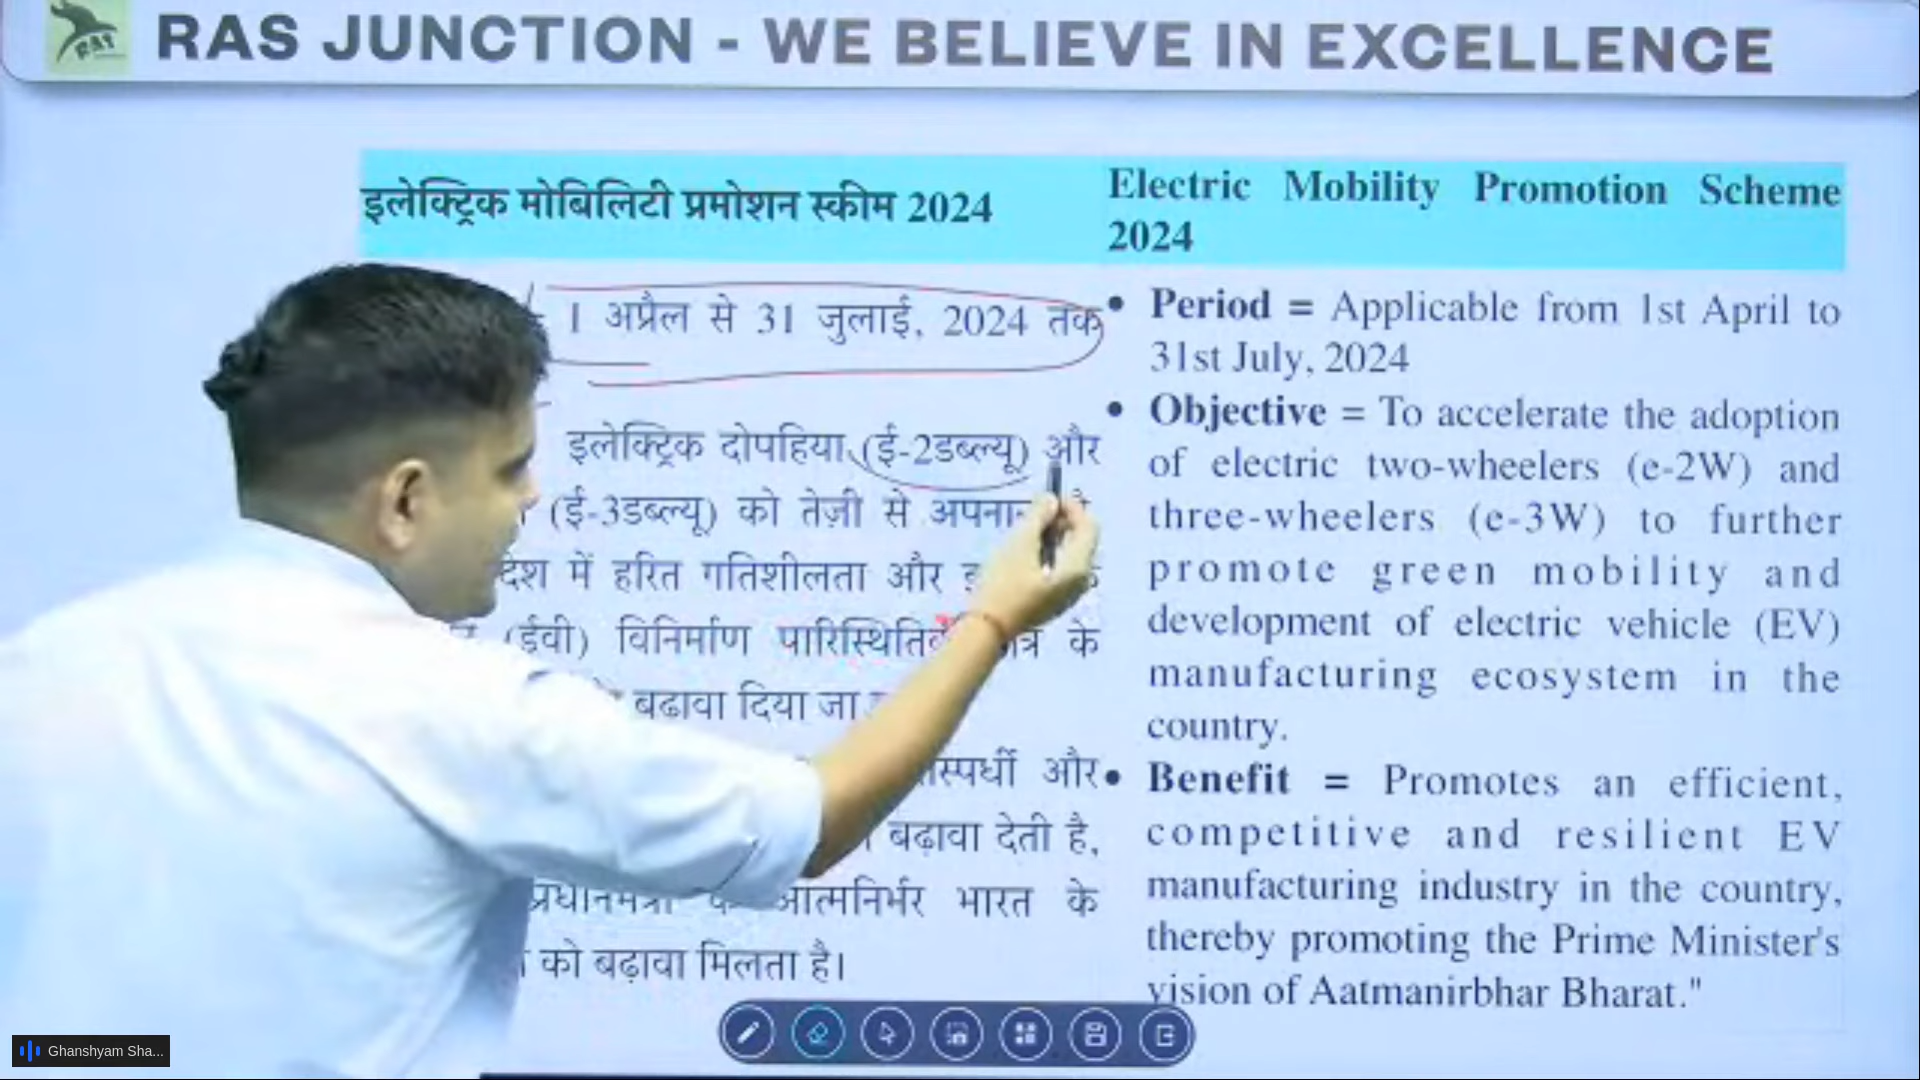 RAS
RAS JUNCTION - WE BELIEVE IN EXCELLENCE
इलेक्ट्रिक मोबिलिटी प्रमोशन स्कीम 2024
1 अप्रैल से 31 जुलाई, 2024 तक
इलेक्ट्रिक दोपहिया (ई-2डब्ल्यू) और
(ई-3डब्ल्यू) को तेज़ी से
देश में हरित गतिशीलता और
(ईवी) विनिर्माण के
बढावा दिया जा
और
बढ़ावा देती है,
आत्मनिर्भर भारत के
को बढ़ावा मिलता है।
Electric Mobility Promotion Scheme
2024
• Period = Applicable from 1st April to
31st July, 2024
• Objective = To accelerate the adoption
of electric two-wheelers (e-2W) and
three-wheelers (e-3W) to further
promote green mobility and
development of electric vehicle (EV)
manufacturing ecosystem in the
country.
• Benefit = Promotes an efficient,
competitive and resilient EV
manufacturing industry in the country,
thereby promoting the Prime Minister's
vision of Aatmanirbhar Bharat."
Ghanshyam Sha...